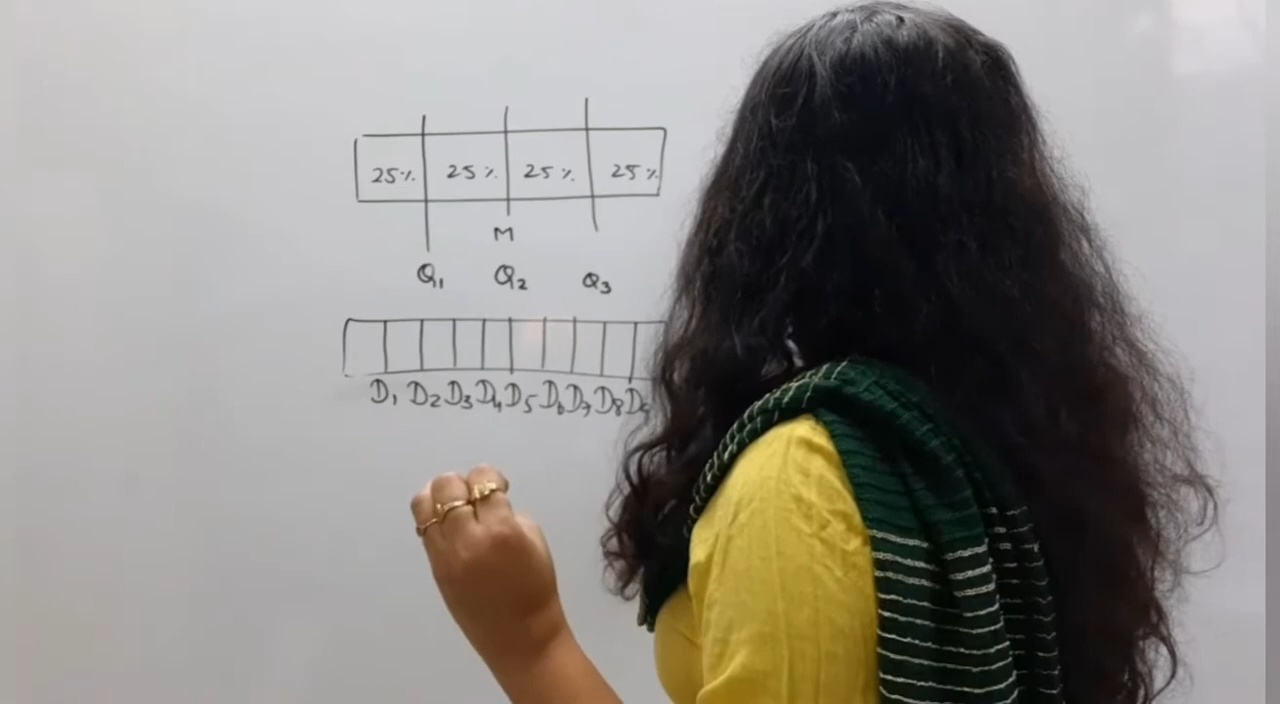 25% 25% 25% 25%
M
Q₁ Q₂ Q₃
D₁ D₂ D₃ D₄ D₅ D₆ D₇ D₈ D₉